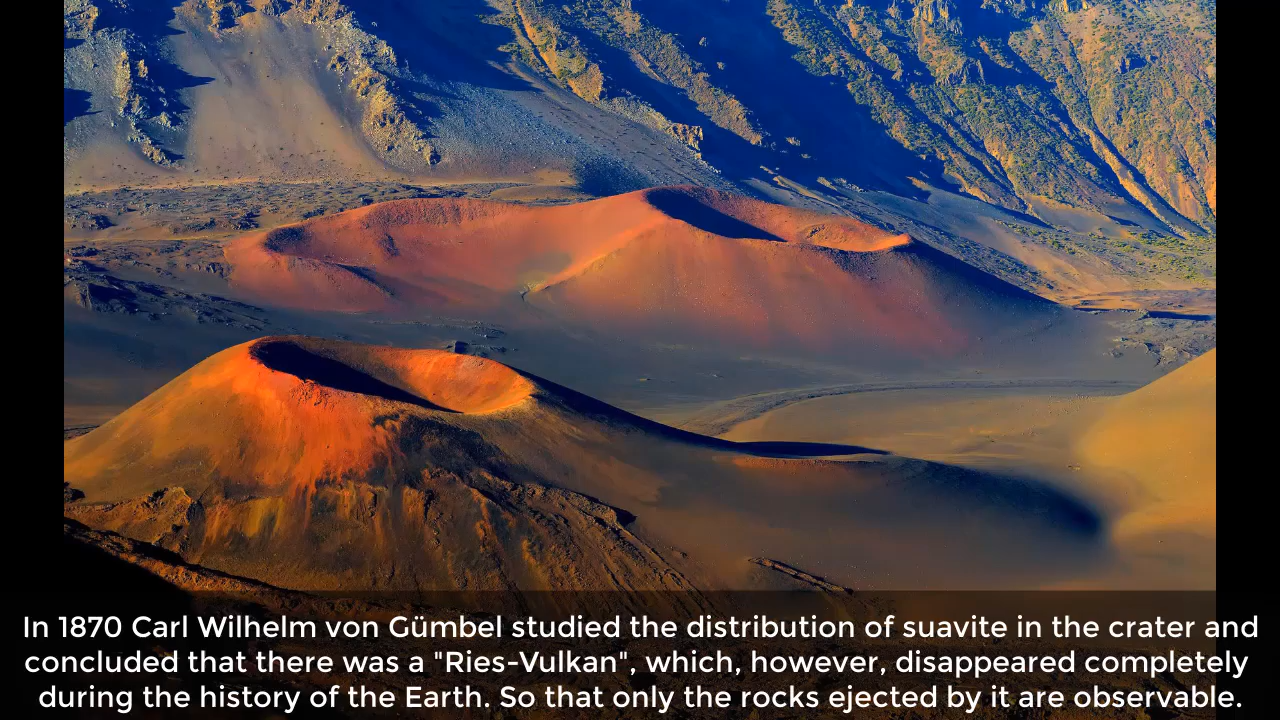 In 1870 Carl Wilhelm von Gümbel studied the distribution of suavite in the crater and
concluded that there was a "Ries-Vulkan", which, however, disappeared completely
during the history of the Earth. So that only the rocks ejected by it are observable.